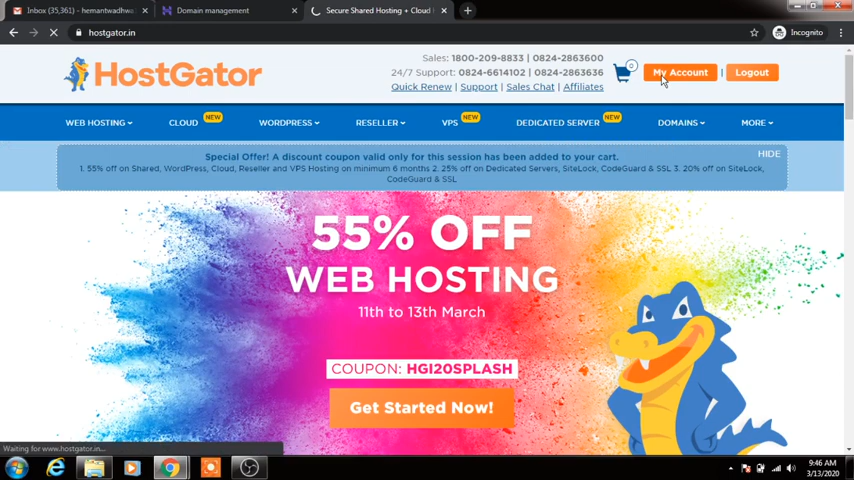 Inbox (35,361) - hemantwadhwa
Domain management
Secure Shared Hosting + Cloud
hostgator.in
Incognito
HostGator
Sales: 1800-209-8833 | 0824-2863600
24/7 Support: 0824-6614102 | 0824-2863636
Quick Renew | Support | Sales Chat | Affiliates
0
My Account | Logout
WEB HOSTING CLOUD NEW WORDPRESS RESELLER VPS NEW DEDICATED SERVER NEW DOMAINS MORE
Special Offer! A discount coupon valid only for this session has been added to your cart.
HIDE
1. 55% off on Shared, WordPress, Cloud, Reseller and VPS Hosting on minimum 6 months 2. 25% off on Dedicated Servers, SiteLock, CodeGuard & SSL 3. 20% off on SiteLock,
CodeGuard & SSL
55% OFF
WEB HOSTING
11th to 13th March
COUPON: HGI20SPLASH
Get Started Now!
Waiting for www.hostgator.in...
9:46 AM
3/13/2020